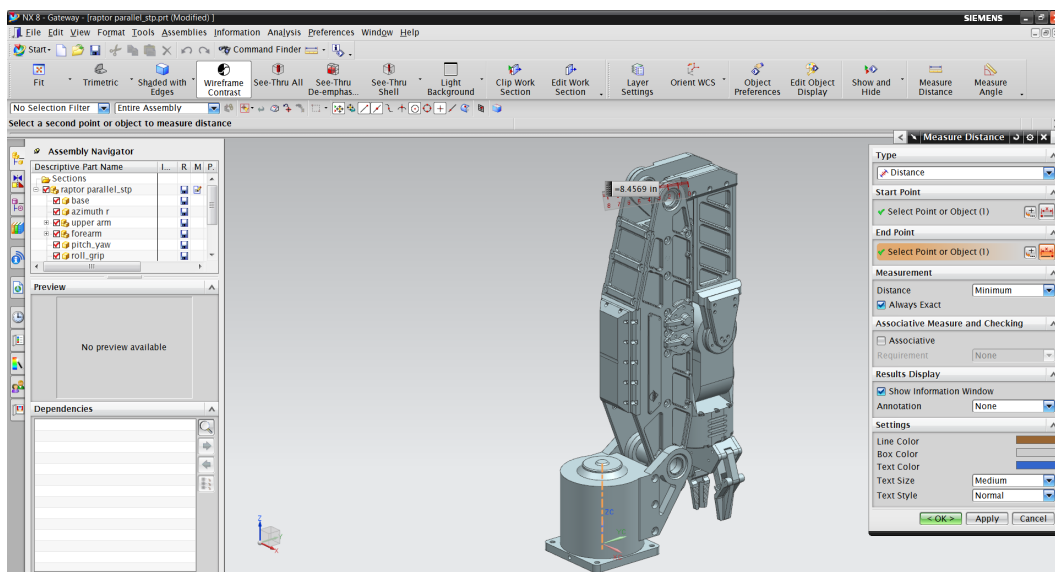 NX 8 - Gateway - [raptor parallel_stp.prt (Modified) ]
SIEMENS
File Edit View Format Tools Assemblies Information Analysis Preferences Window Help
Start Command Finder
Fit
Trimetric
Shaded with Edges
Wireframe Contrast
See-Thru All
See-Thru De-emphas...
See-Thru Shell
Light Background
Clip Work Section
Edit Work Section
Layer Settings
Orient WCS
Object Preferences
Edit Object Display
Show and Hide
Measure Distance
Measure Angle
No Selection Filter
Entire Assembly
Select a second point or object to measure distance
Assembly Navigator
Descriptive Part Name I... R M P.
Sections
raptor parallel_stp
base
azimuth r
upper arm
forearm
pitch_yaw
roll_grip
Preview
No preview available
Dependencies
=8.4569 in
ZC
Z
X
Measure Distance
Type
Distance
Start Point
Select Point or Object (1)
End Point
Select Point or Object (1)
Measurement
Distance Minimum
Always Exact
Associative Measure and Checking
Associative
Requirement None
Results Display
Show Information Window
Annotation None
Settings
Line Color
Box Color
Text Color
Text Size Medium
Text Style Normal
< OK > Apply Cancel